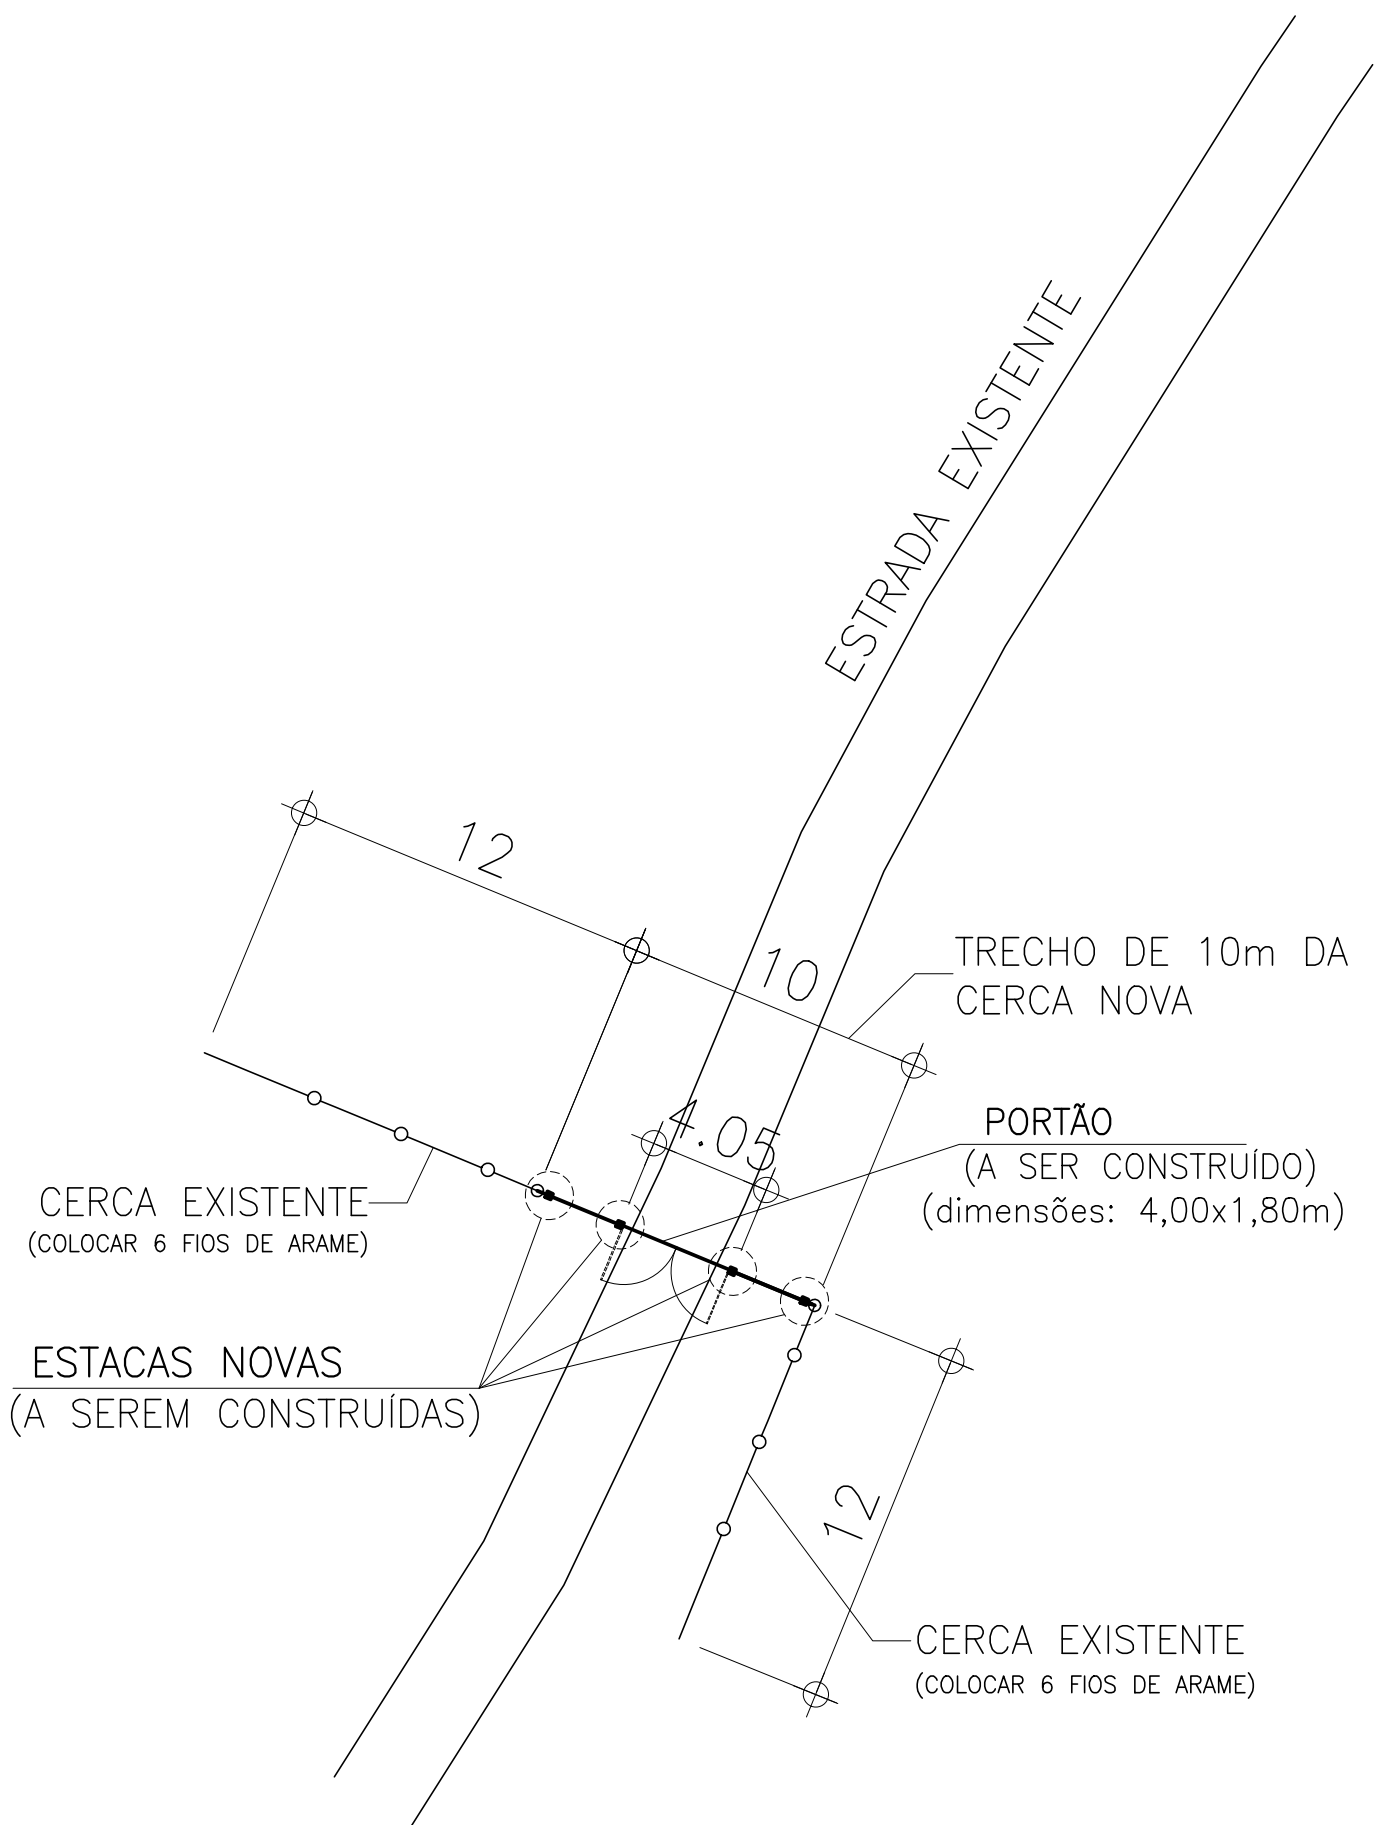 ESTRADA EXISTENTE
12
10
TRECHO DE 10m DA
CERCA NOVA
4.05
PORTÃO
(A SER CONSTRUÍDO)
(dimensões: 4,00x1,80m)
CERCA EXISTENTE
(COLOCAR 6 FIOS DE ARAME)
ESTACAS NOVAS
(A SEREM CONSTRUÍDAS)
12
CERCA EXISTENTE
(COLOCAR 6 FIOS DE ARAME)